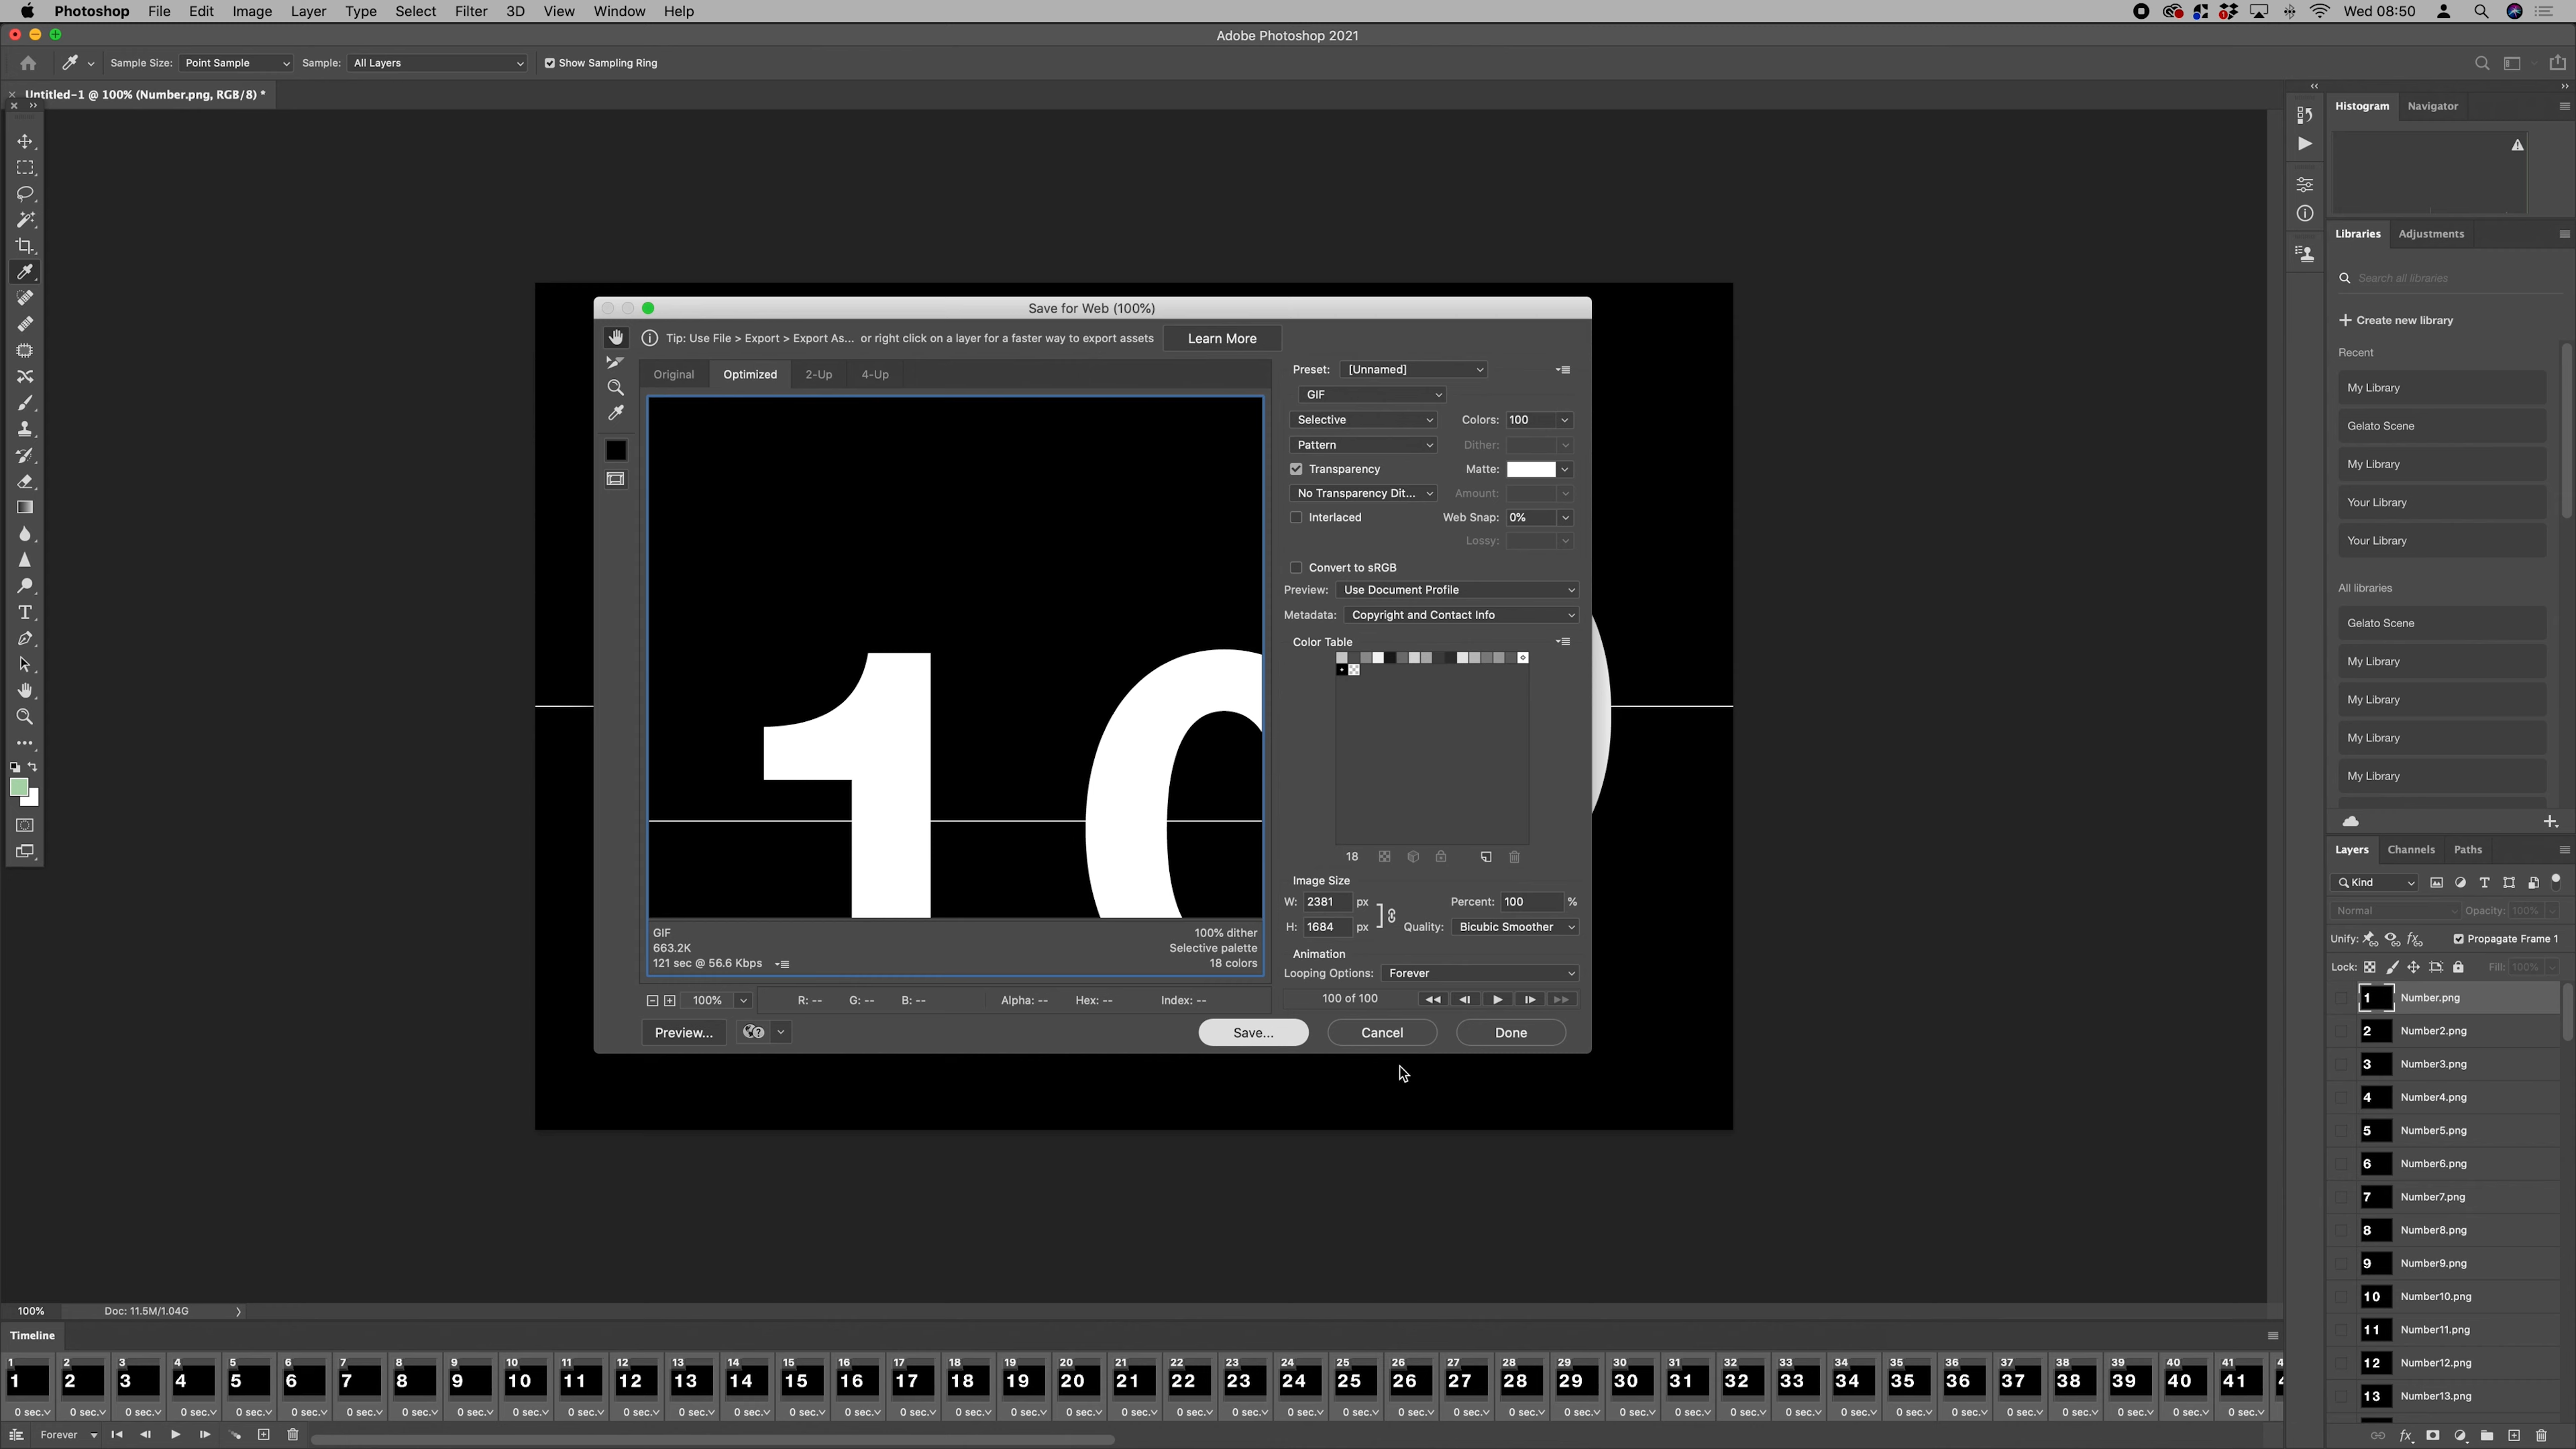 Photoshop File Edit Image Layer Type Select Filter 3D View Window Help Wed 08:50
Adobe Photoshop 2021
Sample Size: Point Sample Sample: All Layers Show Sampling Ring
Untitled-1 @ 100% (Number.png, RGB/8) *
Save for Web (100%)
Tip: Use File > Export > Export As... or right click on a layer for a faster way to export assets Learn More
Original Optimized 2-Up 4-Up
10
GIF
663.2K
121 sec @ 56.6 Kbps
100% dither
Selective palette
18 colors
100% R: -- G: -- B: -- Alpha: -- Hex: -- Index: --
Preview...
Preset: [Unnamed]
GIF
Selective Colors: 100
Pattern Dither:
Transparency Matte:
No Transparency Dit... Amount:
Interlaced Web Snap: 0%
Lossy:
Convert to sRGB
Preview: Use Document Profile
Metadata: Copyright and Contact Info
Color Table
18
Image Size
W: 2381 px Percent: 100 %
H: 1684 px Quality: Bicubic Smoother
Animation
Looping Options: Forever
100 of 100
Save... Cancel Done
Histogram Navigator
Libraries Adjustments
Search all libraries
Create new library
Recent
My Library
Gelato Scene
My Library
Your Library
Your Library
All libraries
Gelato Scene
My Library
My Library
My Library
My Library
Layers Channels Paths
Kind
Normal Opacity: 100%
Unify: Propagate Frame 1
Lock: Fill: 100%
1 Number.png
2 Number2.png
3 Number3.png
4 Number4.png
5 Number5.png
6 Number6.png
7 Number7.png
8 Number8.png
9 Number9.png
10 Number10.png
11 Number11.png
12 Number12.png
13 Number13.png
100% Doc: 11.5M/1.04G
Timeline
1 2 3 4 5 6 7 8 9 10 11 12 13 14 15 16 17 18 19 20 21 22 23 24 25 26 27 28 29 30 31 32 33 34 35 36 37 38 39 40 41 4
1 2 3 4 5 6 7 8 9 10 11 12 13 14 15 16 17 18 19 20 21 22 23 24 25 26 27 28 29 30 31 32 33 34 35 36 37 38 39 40 41
0 sec. 0 sec. 0 sec. 0 sec. 0 sec. 0 sec. 0 sec. 0 sec. 0 sec. 0 sec. 0 sec. 0 sec. 0 sec. 0 sec. 0 sec. 0 sec. 0 sec. 0 sec. 0 sec. 0 sec. 0 sec. 0 sec. 0 sec. 0 sec. 0 sec. 0 sec. 0 sec. 0 sec. 0 sec. 0 sec. 0 sec. 0 sec. 0 sec. 0 sec. 0 sec. 0 sec. 0 sec. 0 sec. 0 sec. 0 sec. 0 sec.
Forever